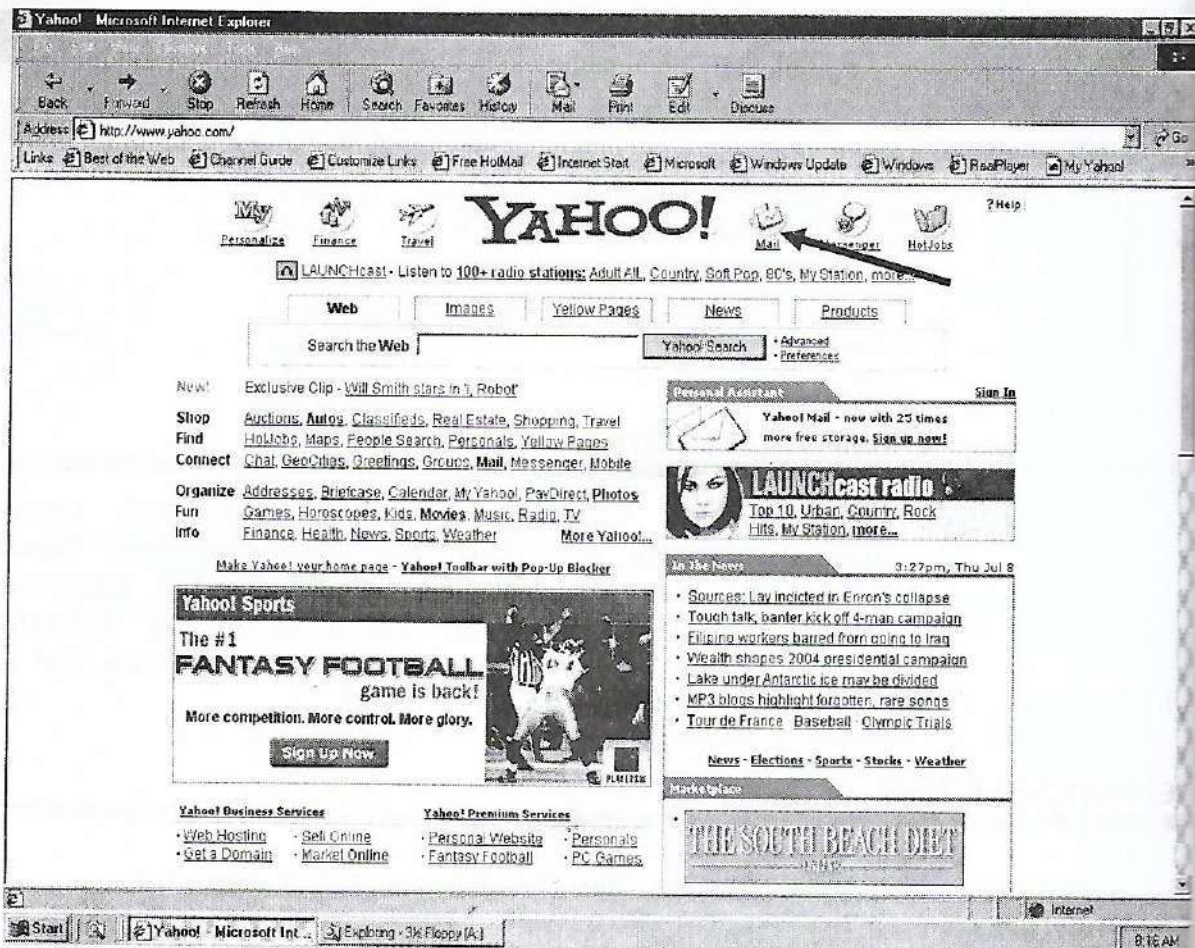 Yahoo! Microsoft Internet Explorer
Back Forward Stop Refresh Home Search Favorites History Mail Print Edit Discuss
Address http://www.yahoo.com/ Go
Links Best of the Web Channel Guide Customize Links Free HotMail Internet Start Microsoft Windows Update Windows RealPlayer My Yahoo!
My YAHOO! ?Help
Personalize Finance Travel Mail Messenger HotJobs
LAUNCHcast - Listen to 100+ radio stations: Adult Alt., Country, Soft Pop, 80's, My Station, more...
Web Images Yellow Pages News Products
Search the Web Yahoo! Search · Advanced
· Preferences
New! Exclusive Clip - Will Smith stars in 'I, Robot'
Shop Auctions, Autos, Classifieds, Real Estate, Shopping, Travel
Find HotJobs, Maps, People Search, Personals, Yellow Pages
Connect Chat, GeoCities, Greetings, Groups, Mail, Messenger, Mobile
Organize Addresses, Briefcase, Calendar, My Yahoo!, PayDirect, Photos
Fun Games, Horoscopes, Kids, Movies, Music, Radio, TV
Info Finance, Health, News, Sports, Weather More Yahoo!...
Make Yahoo! your home page - Yahoo! Toolbar with Pop-Up Blocker
Yahoo! Sports
The #1
FANTASY FOOTBALL
game is back!
More competition. More control. More glory.
Sign Up Now
Yahoo! Business Services
· Web Hosting · Sell Online
· Get a Domain · Market Online
Yahoo! Premium Services
· Personal Website · Personals
· Fantasy Football · PC Games
Personal Assistant Sign In
Yahoo! Mail - now with 25 times
more free storage. Sign up now!
LAUNCHcast radio
Top 10, Urban, Country, Rock
Hits, My Station, more...
In the News 3:27pm, Thu Jul 8
· Sources: Lay indicted in Enron's collapse
· Tough talk, banter kick off 4-man campaign
· Filipino workers barred from going to Iraq
· Wealth shapes 2004 presidential campaign
· Lake under Antarctic ice may be divided
· MP3 blogs highlight forgotten, rare songs
· Tour de France · Baseball · Olympic Trials
News - Elections - Sports - Stocks - Weather
Marketplace
THE SOUTH BEACH DIET
Internet
Start Yahoo! - Microsoft Int... Exploring - 3½ Floppy (A:) 8:16 AM